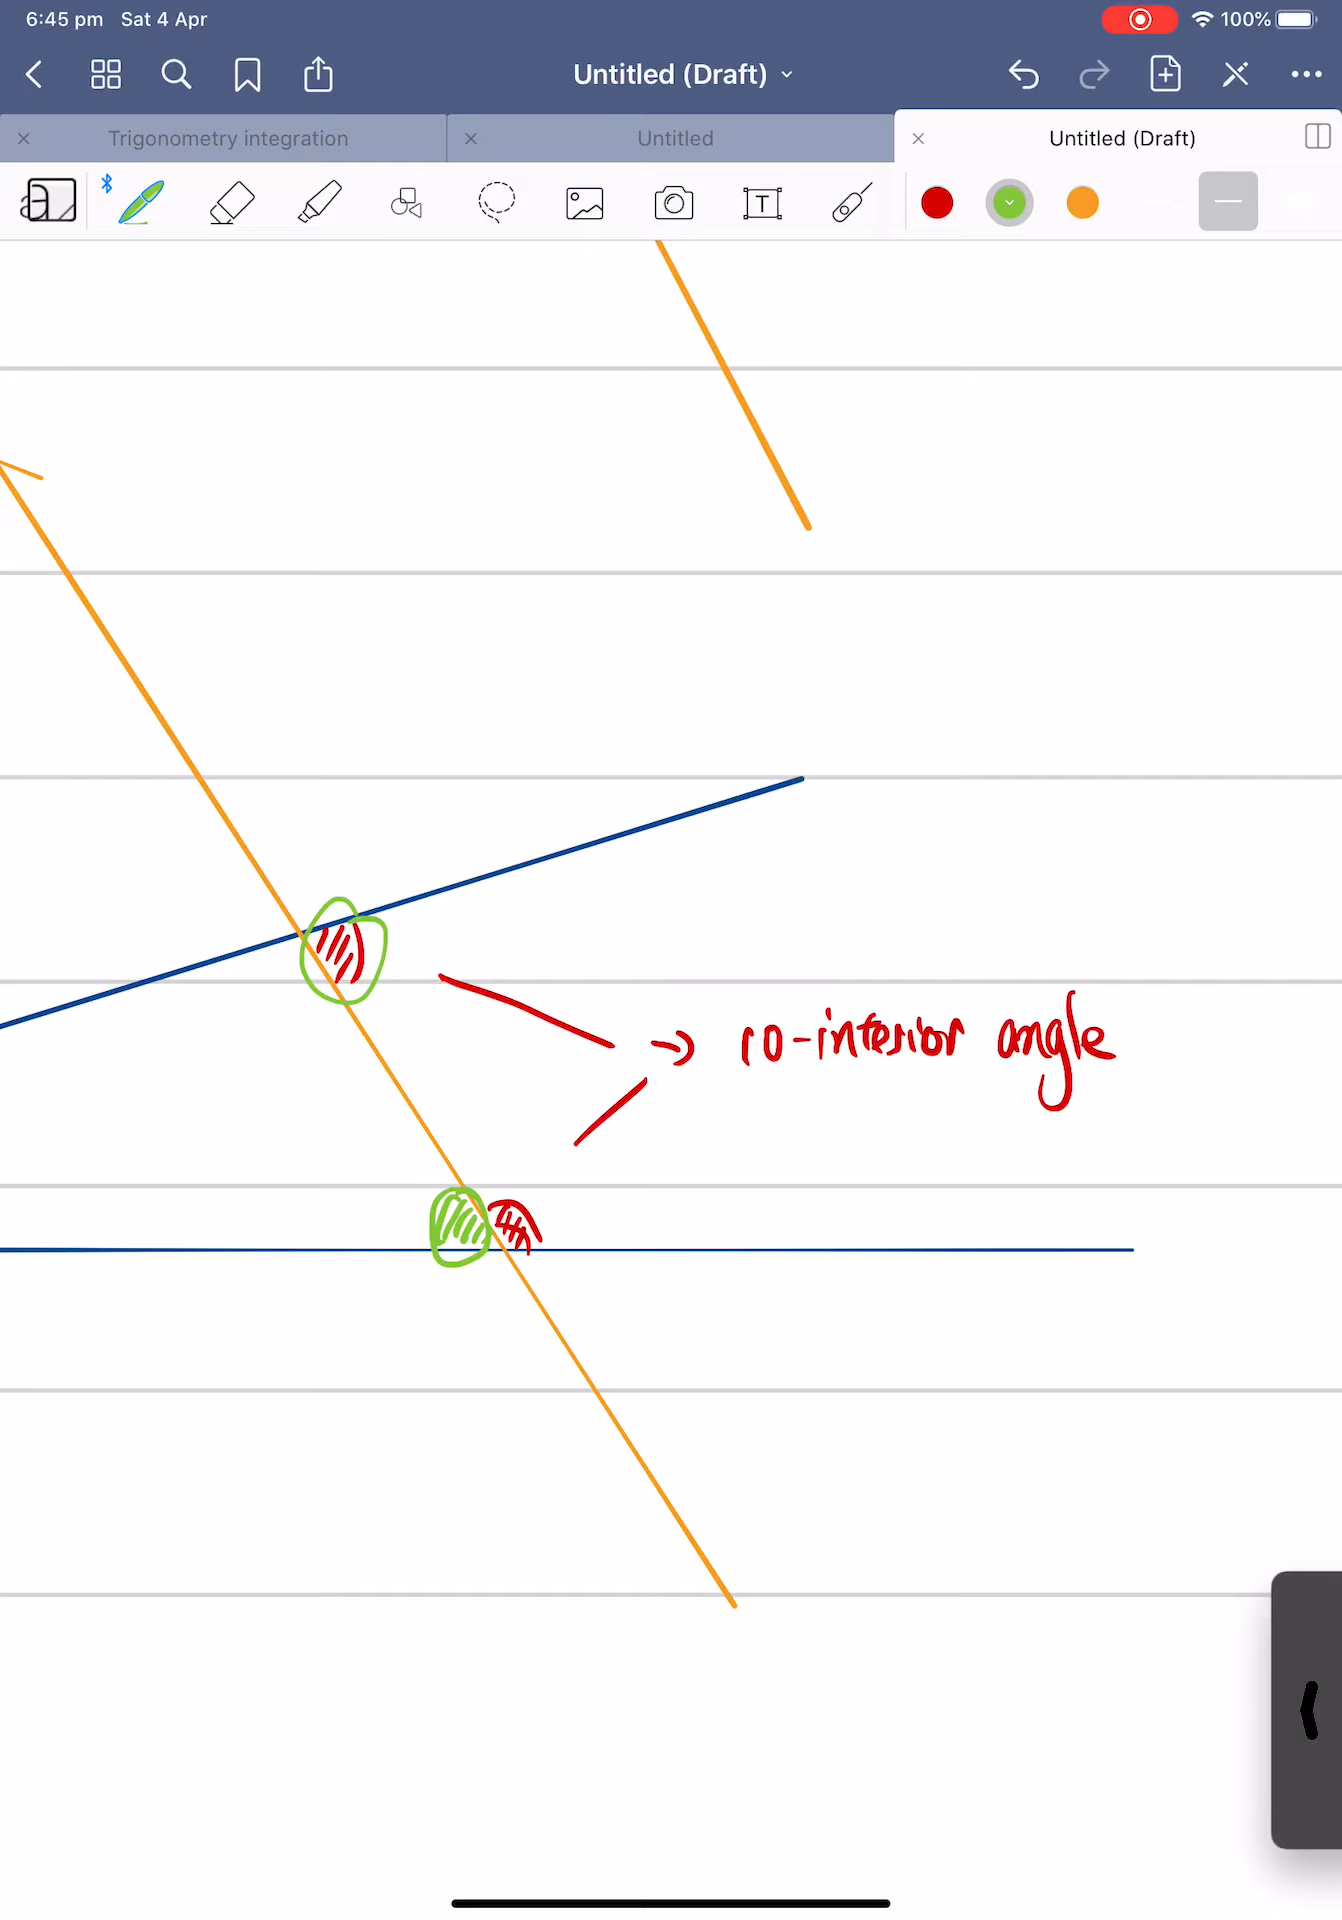 6:45 pm Sat 4 Apr 100%
Untitled (Draft)
Trigonometry integration Untitled Untitled (Draft)
T
co-interior angle